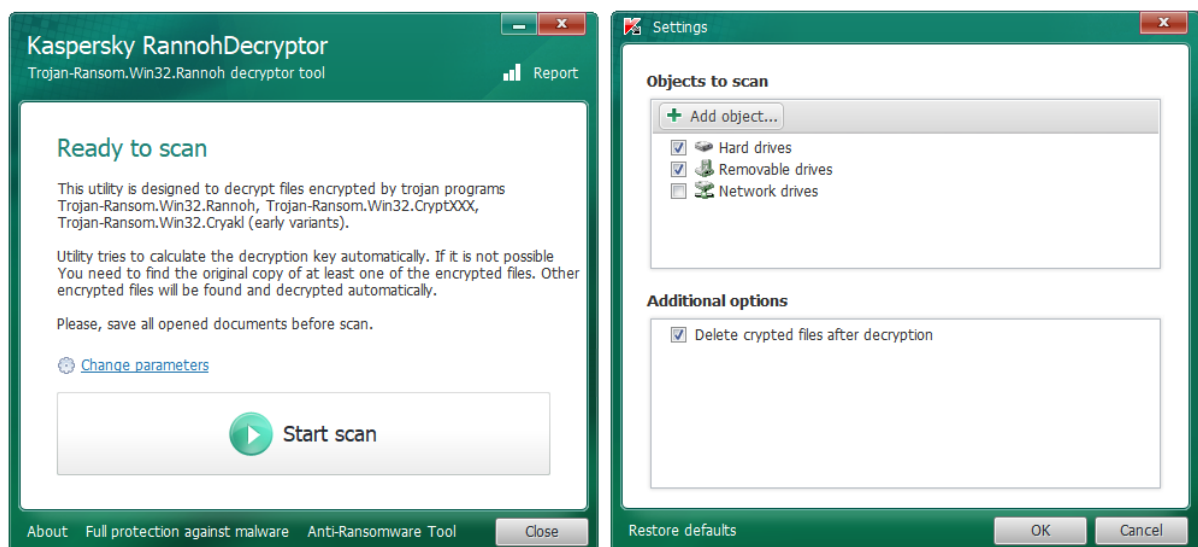 Kaspersky RannohDecryptor
Trojan-Ransom.Win32.Rannoh decryptor tool
Report
Ready to scan
This utility is designed to decrypt files encrypted by trojan programs
Trojan-Ransom.Win32.Rannoh, Trojan-Ransom.Win32.CryptXXX,
Trojan-Ransom.Win32.Cryakl (early variants).
Utility tries to calculate the decryption key automatically. If it is not possible
You need to find the original copy of at least one of the encrypted files. Other
encrypted files will be found and decrypted automatically.
Please, save all opened documents before scan.
Change parameters
Start scan
About Full protection against malware Anti-Ransomware Tool Close
Settings
Objects to scan
Add object...
Hard drives
Removable drives
Network drives
Additional options
Delete crypted files after decryption
Restore defaults OK Cancel